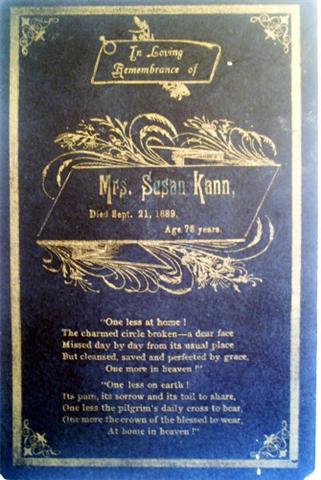 In Loving
Remembrance of
Mrs. Susan Kann,
Died Sept. 21, 1889.
Age 76 years.
"One less at home!
The charmed circle broken—a dear face
Missed day by day from its usual place
But cleansed, saved and perfected by grace,
One more in heaven!"
"One less on earth!
Its pain, its sorrow and its toil to share,
One less the pilgrim's daily cross to bear,
One more the crown of the blessed to wear,
At home in heaven!"